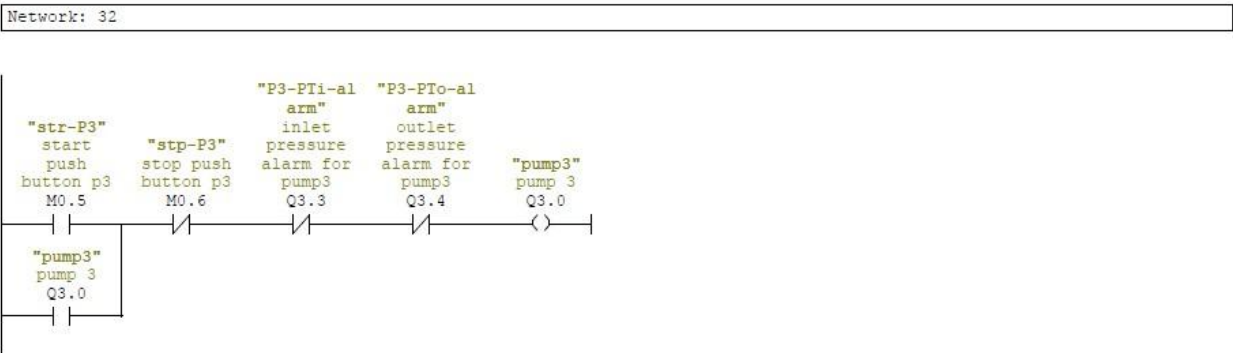 Network: 32
"P3-PTi-al "P3-PTo-al
arm" arm"
"str-P3" inlet outlet
start "stp-P3" pressure pressure
push stop push alarm for alarm for "pump3"
button p3 button p3 pump3 pump3 pump 3
M0.5 M0.6 Q3.3 Q3.4 Q3.0
"pump3"
pump 3
Q3.0